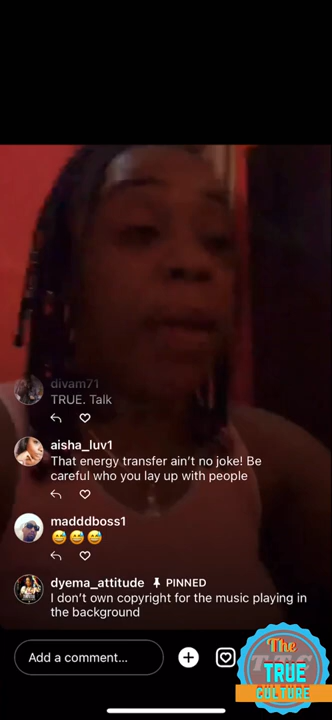 divam71
TRUE. Talk
aisha_luv1
That energy transfer ain't no joke! Be
careful who you lay up with people
madddboss1
😅😅😅
dyema_attitude PINNED
I don't own copyright for the music playing in
the background
Add a comment...
The
T.T.C
TRUE
CULTURE